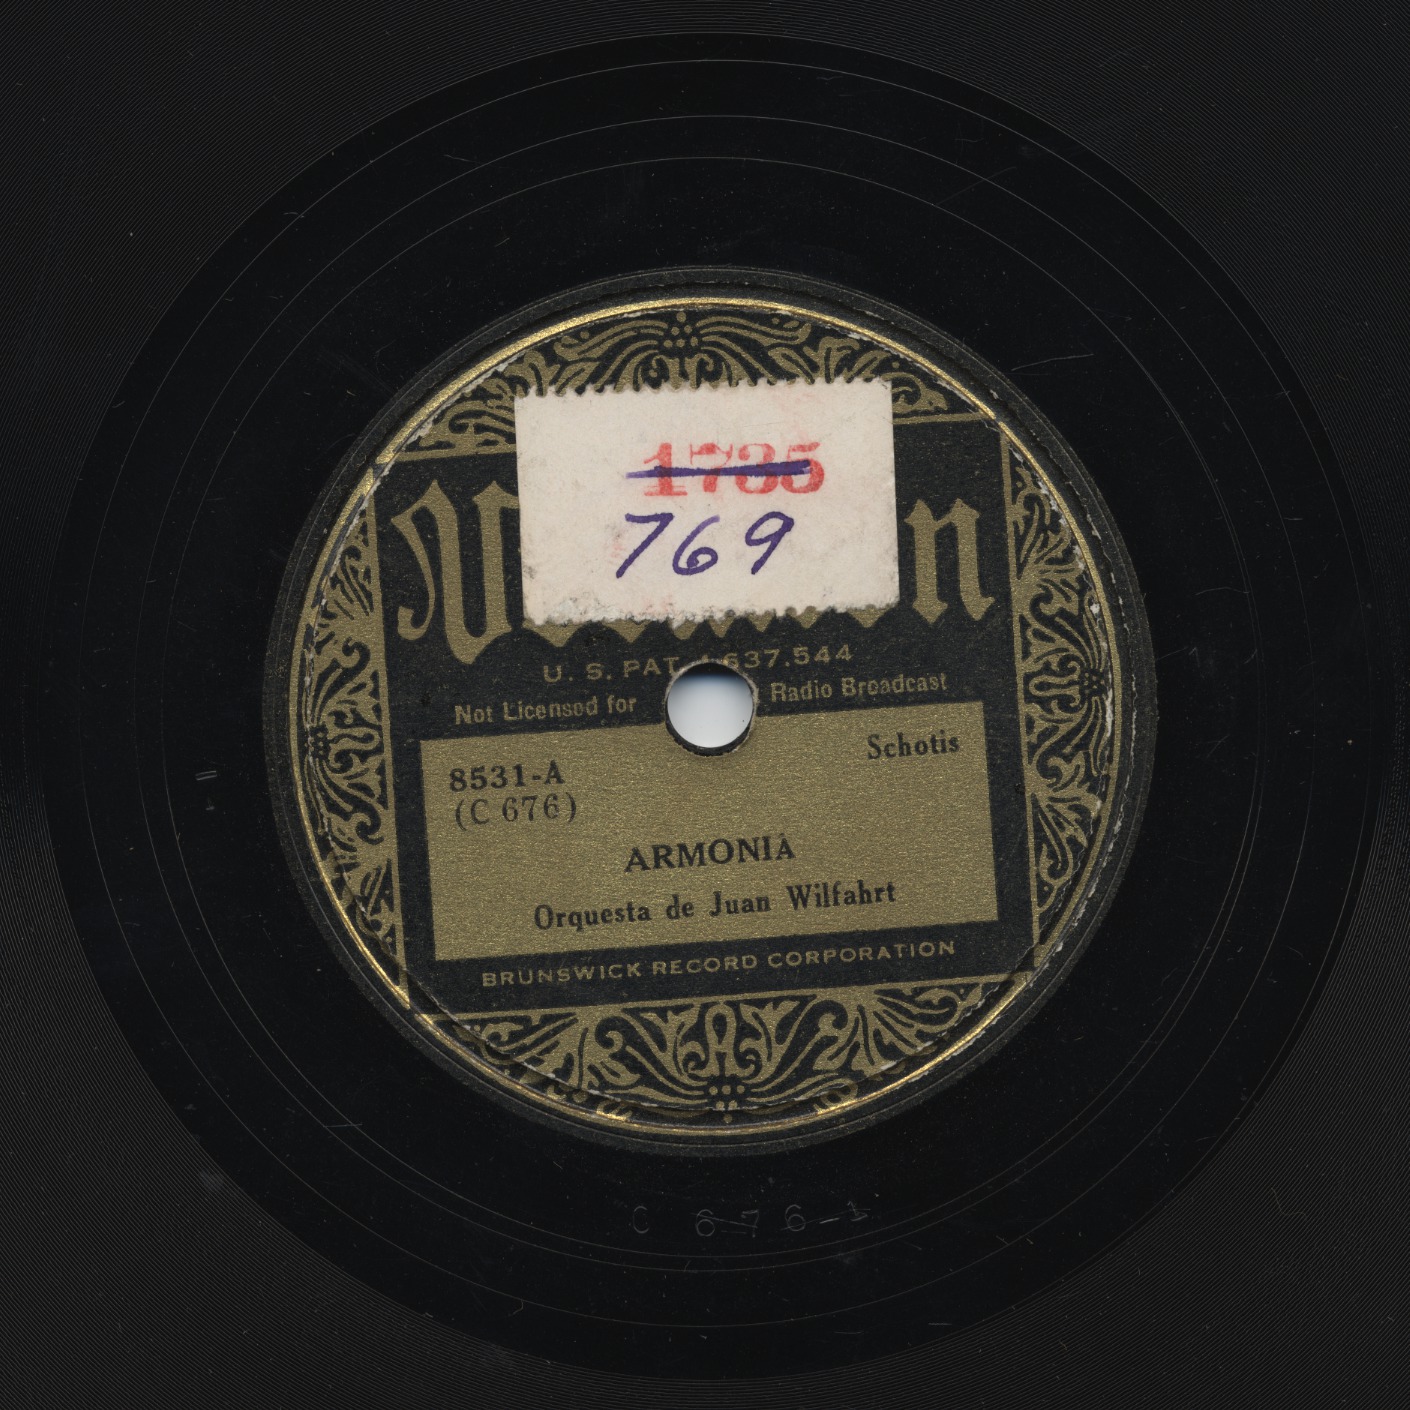 1735
769
U. S. PAT. 1.637.544
Not Licensed for Radio Broadcast
Schotis
8531-A
(C 676)
ARMONIA
Orquesta de Juan Wilfahrt
BRUNSWICK RECORD CORPORATION
C 676-1